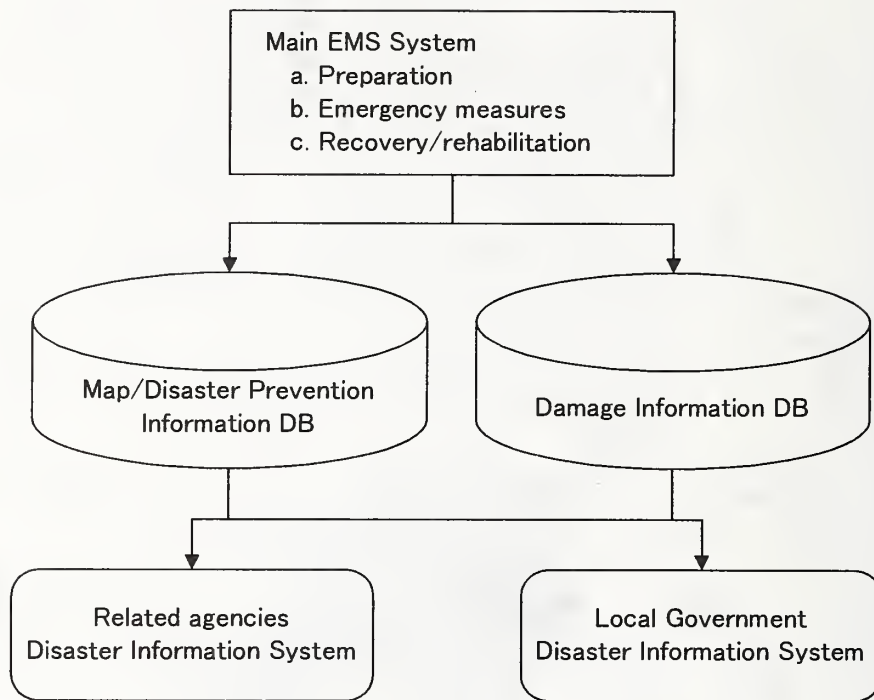 Main EMS System
a. Preparation
b. Emergency measures
c. Recovery/rehabilitation
Map/Disaster Prevention
Information DB
Damage Information DB
Related agencies
Disaster Information System
Local Government
Disaster Information System